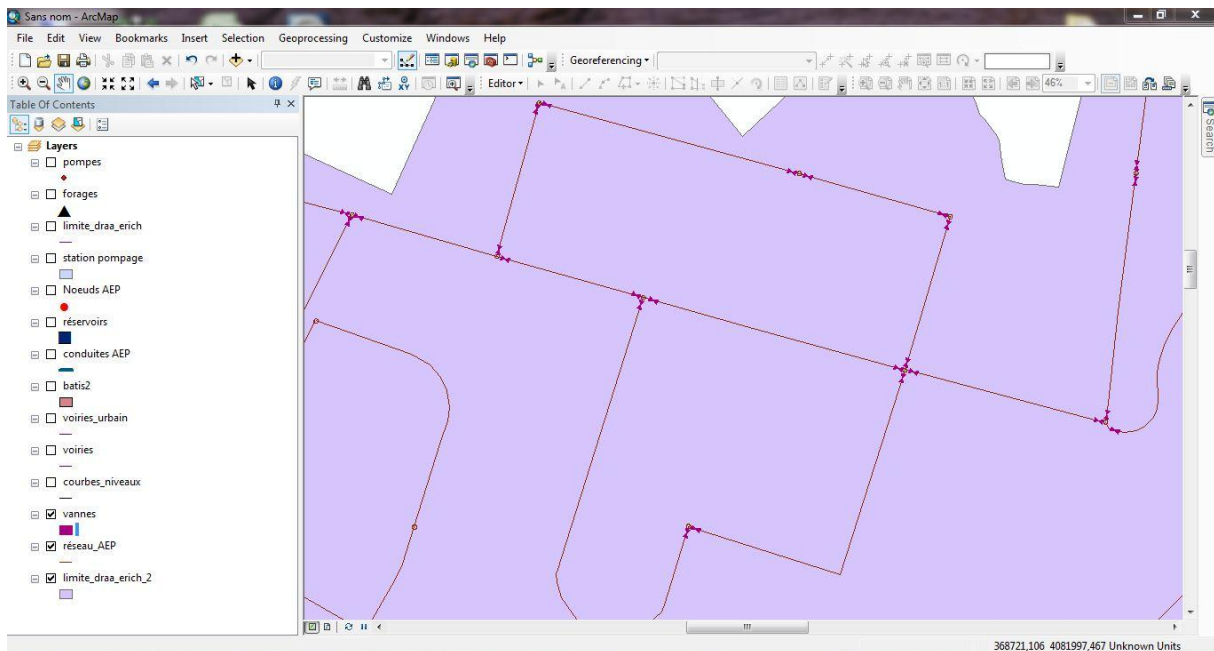 Sans nom - ArcMap
File Edit View Bookmarks Insert Selection Geoprocessing Customize Windows Help
Georeferencing
Editor 46%
Table Of Contents
Search
Layers
pompes
forages
limite_draa_erich
station pompage
Noeuds AEP
réservoirs
conduites AEP
batis2
voiries_urbain
voiries
courbes_niveaux
vannes
réseau_AEP
limite_draa_erich_2
368721,106 4081997,467 Unknown Units